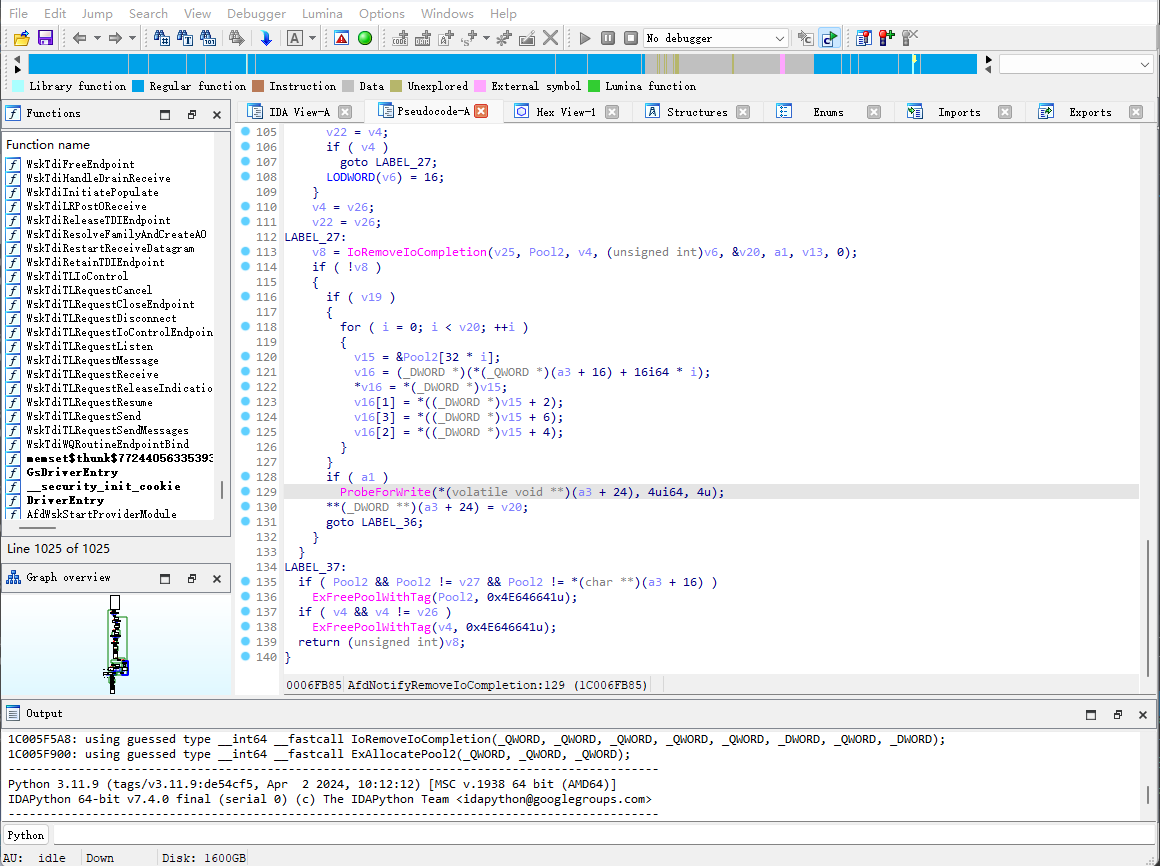 File Edit Jump Search View Debugger Lumina Options Windows Help
No debugger
Library function Regular function Instruction Data Unexplored External symbol Lumina function
Functions
IDA View-A Pseudocode-A Hex View-1 Structures Enums Imports Exports
Function name
WskTdiFreeEndpoint
WskTdiHandleDrainReceive
WskTdiInitiatePopulate
WskTdiLRPostOReceive
WskTdiReleaseTDIEndpoint
WskTdiResolveFamilyAndCreateAO
WskTdiRestartReceiveDatagram
WskTdiRetainTDIEndpoint
WskTdiTLIoControl
WskTdiTLRequestCancel
WskTdiTLRequestCloseEndpoint
WskTdiTLRequestDisconnect
WskTdiTLRequestIoControlEndpoin
WskTdiTLRequestListen
WskTdiTLRequestMessage
WskTdiTLRequestReceive
WskTdiTLRequestReleaseIndicatio
WskTdiTLRequestResume
WskTdiTLRequestSend
WskTdiTLRequestSendMessages
WskTdiWQRoutineEndpointBind
memset$thunk$77244056335393
GsDriverEntry
__security_init_cookie
DriverEntry
AfdWskStartProviderModule
Line 1025 of 1025
Graph overview
105 v22 = v4;
106 if ( v4 )
107 goto LABEL_27;
108 LODWORD(v6) = 16;
109 }
110 v4 = v26;
111 v22 = v26;
112 LABEL_27:
113 v8 = IoRemoveIoCompletion(v25, Pool2, v4, (unsigned int)v6, &v20, a1, v13, 0);
114 if ( !v8 )
115 {
116 if ( v19 )
117 {
118 for ( i = 0; i < v20; ++i )
119 {
120 v15 = &Pool2[32 * i];
121 v16 = (_DWORD *)(*(_QWORD *)(a3 + 16) + 16i64 * i);
122 *v16 = *(_DWORD *)v15;
123 v16[1] = *((_DWORD *)v15 + 2);
124 v16[3] = *((_DWORD *)v15 + 6);
125 v16[2] = *((_DWORD *)v15 + 4);
126 }
127 }
128 if ( a1 )
129 ProbeForWrite(*(volatile void **)(a3 + 24), 4ui64, 4u);
130 **(_DWORD **)(a3 + 24) = v20;
131 goto LABEL_36;
132 }
133 }
134 LABEL_37:
135 if ( Pool2 && Pool2 != v27 && Pool2 != *(char **)(a3 + 16) )
136 ExFreePoolWithTag(Pool2, 0x4E646641u);
137 if ( v4 && v4 != v26 )
138 ExFreePoolWithTag(v4, 0x4E646641u);
139 return (unsigned int)v8;
140 }
0006FB85 AfdNotifyRemoveIoCompletion:129 (1C006FB85)
Output
1C005F5A8: using guessed type __int64 __fastcall IoRemoveIoCompletion(_QWORD, _QWORD, _QWORD, _QWORD, _QWORD, _DWORD, _QWORD, _DWORD);
1C005F900: using guessed type __int64 __fastcall ExAllocatePool2(_QWORD, _QWORD, _QWORD);
---------------------------------------------------------------------------------------------
Python 3.11.9 (tags/v3.11.9:de54cf5, Apr  2 2024, 10:12:12) [MSC v.1938 64 bit (AMD64)]
IDAPython 64-bit v7.4.0 final (serial 0) (c) The IDAPython Team <idapython@googlegroups.com>
---------------------------------------------------------------------------------------------
Python
AU: idle Down Disk: 1600GB